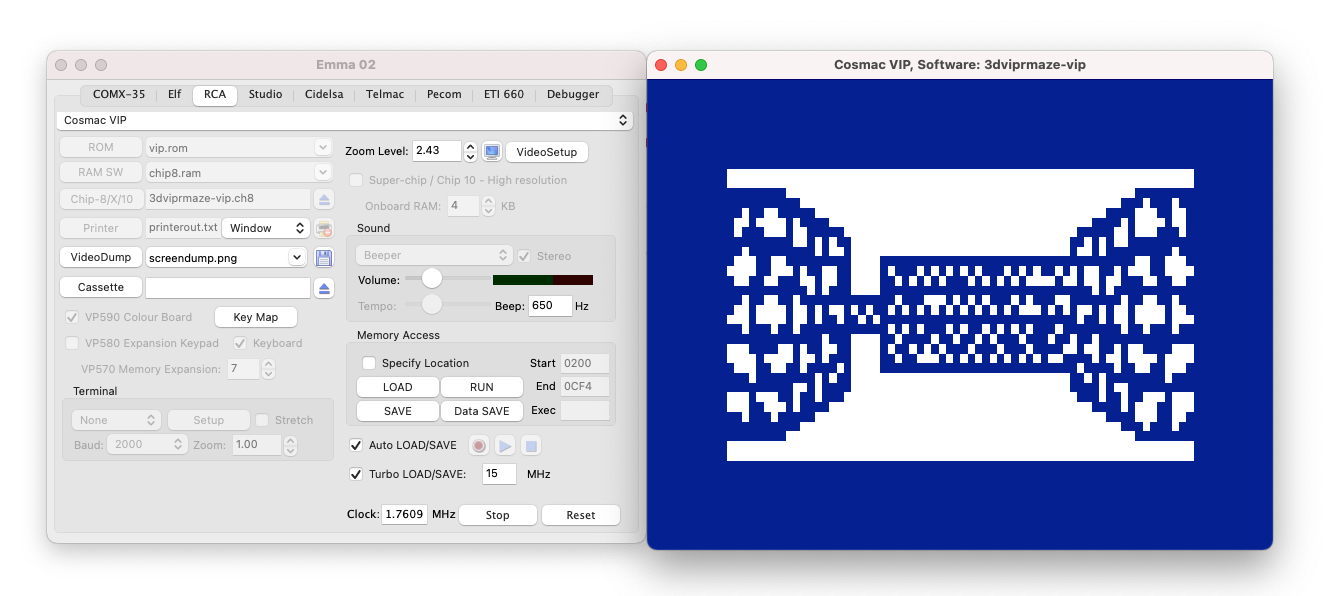 Emma 02
COMX-35 Elf RCA Studio Cidelsa Telmac Pecom ETI 660 Debugger
Cosmac VIP
ROM vip.rom
RAM SW chip8.ram
Chip-8/X/10 3dviprmaze-vip.ch8
Printer printerout.txt Window
VideoDump screendump.png
Cassette
VP590 Colour Board Key Map
VP580 Expansion Keypad Keyboard
VP570 Memory Expansion: 7
Terminal
None Setup Stretch
Baud: 2000 Zoom: 1.00
Zoom Level: 2.43 VideoSetup
Super-chip / Chip 10 - High resolution
Onboard RAM: 4 KB
Sound
Beeper Stereo
Volume:
Tempo: Beep: 650 Hz
Memory Access
Specify Location Start 0200
LOAD RUN End 0CF4
SAVE Data SAVE Exec
Auto LOAD/SAVE
Turbo LOAD/SAVE: 15 MHz
Clock: 1.7609 MHz Stop Reset
Cosmac VIP, Software: 3dviprmaze-vip